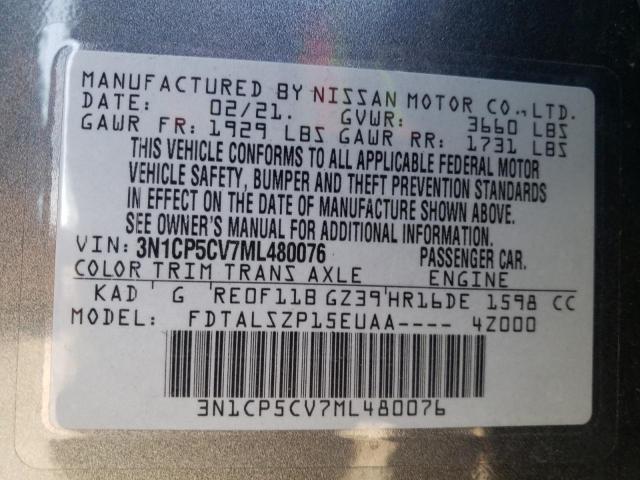 MANUFACTURED BY NISSAN MOTOR CO., LTD.
DATE: 02/21. GVWR: 3660 LBS
GAWR FR: 1929 LBS GAWR RR: 1731 LBS
THIS VEHICLE CONFORMS TO ALL APPLICABLE FEDERAL MOTOR
VEHICLE SAFETY, BUMPER AND THEFT PREVENTION STANDARDS
IN EFFECT ON THE DATE OF MANUFACTURE SHOWN ABOVE.
SEE OWNER'S MANUAL FOR ADDITIONAL INFORMATION.
VIN: 3N1CP5CV7ML480076 PASSENGER CAR.
COLOR TRIM TRANS AXLE ENGINE
KAD G RE0F11B GZ39 HR16DE 1598 CC
MODEL: FDTALSZP15EUAA---- 4Z000
3N1CP5CV7ML480076